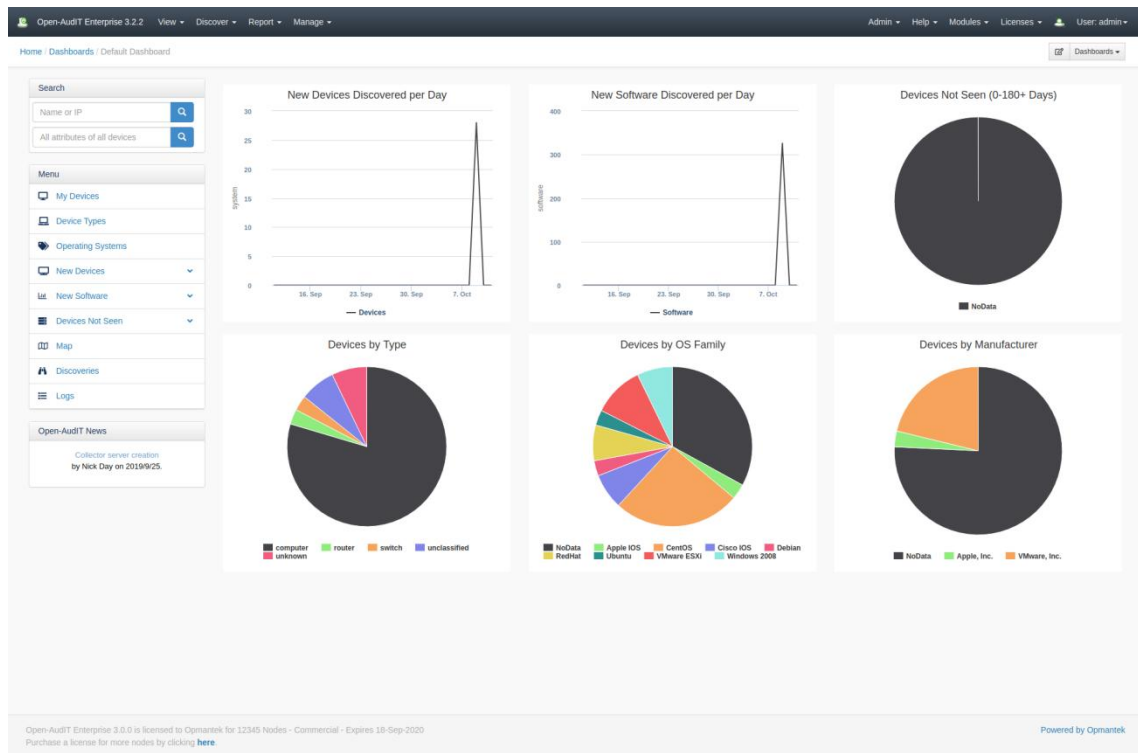 Open-AudIT Enterprise 3.2.2 View Discover Report Manage Admin Help Modules Licenses User: admin
Home / Dashboards / Default Dashboard Dashboards
Search
Name or IP
All attributes of all devices
Menu
My Devices
Device Types
Operating Systems
New Devices
New Software
Devices Not Seen
Map
Discoveries
Logs
Open-AudIT News
Collector server creation
by Nick Day on 2019/9/25.
New Devices Discovered per Day
30
25
20
15
10
5
0
system
16. Sep 23. Sep 30. Sep 7. Oct
Devices
New Software Discovered per Day
400
300
200
100
0
software
16. Sep 23. Sep 30. Sep 7. Oct
Software
Devices Not Seen (0-180+ Days)
NoData
Devices by Type
computer router switch unclassified
unknown
Devices by OS Family
NoData Apple IOS CentOS Cisco IOS Debian
RedHat Ubuntu VMware ESXi Windows 2008
Devices by Manufacturer
NoData Apple, Inc. VMware, Inc.
Open-AudIT Enterprise 3.0.0 is licensed to Opmantek for 12345 Nodes - Commercial - Expires 18-Sep-2020
Purchase a license for more nodes by clicking here.
Powered by Opmantek